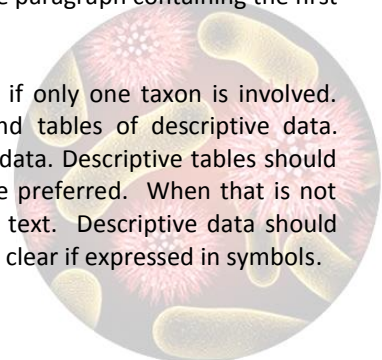 e paragraph containing the first
if only one taxon is involved.
nd tables of descriptive data.
data. Descriptive tables should
e preferred. When that is not
text. Descriptive data should
clear if expressed in symbols.